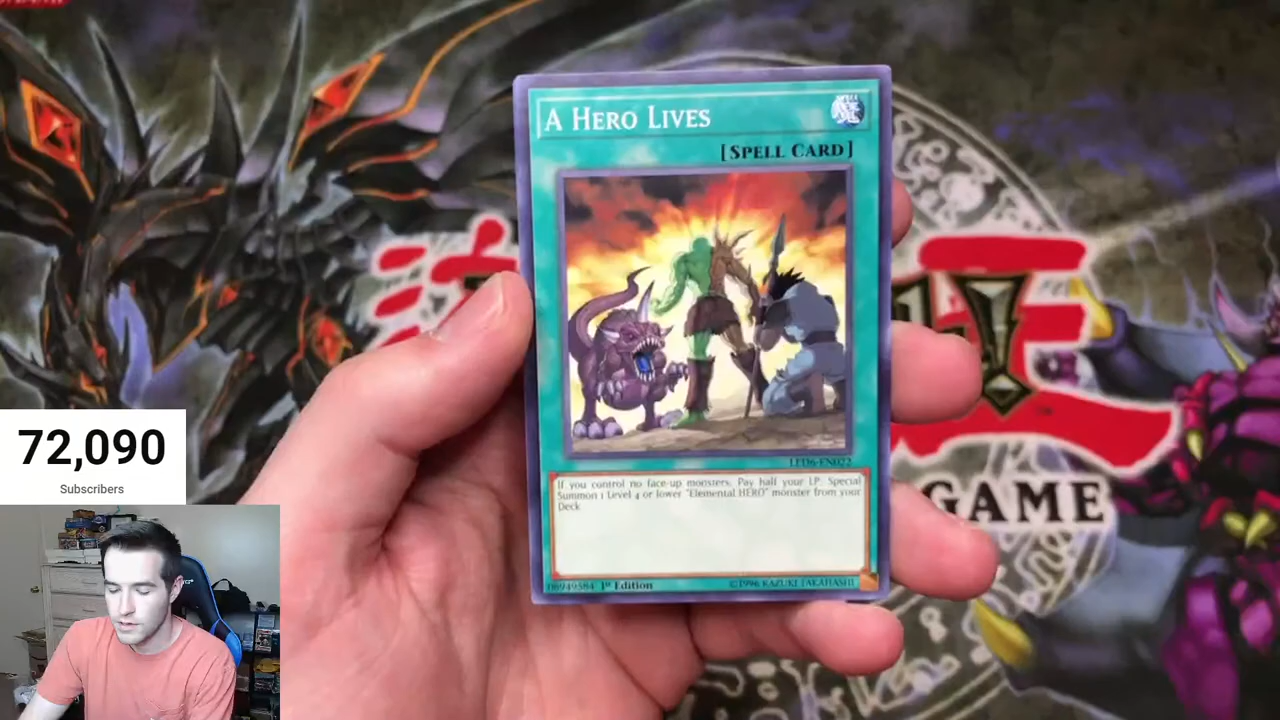 A HERO LIVES
[SPELL CARD]
LED6-EN022
If you control no face-up monsters: Pay half your LP; Special
Summon 1 Level 4 or lower "Elemental HERO" monster from your
Deck.
1st Edition
©1996 KAZUKI TAKAHASHI
72,090
Subscribers
GAME